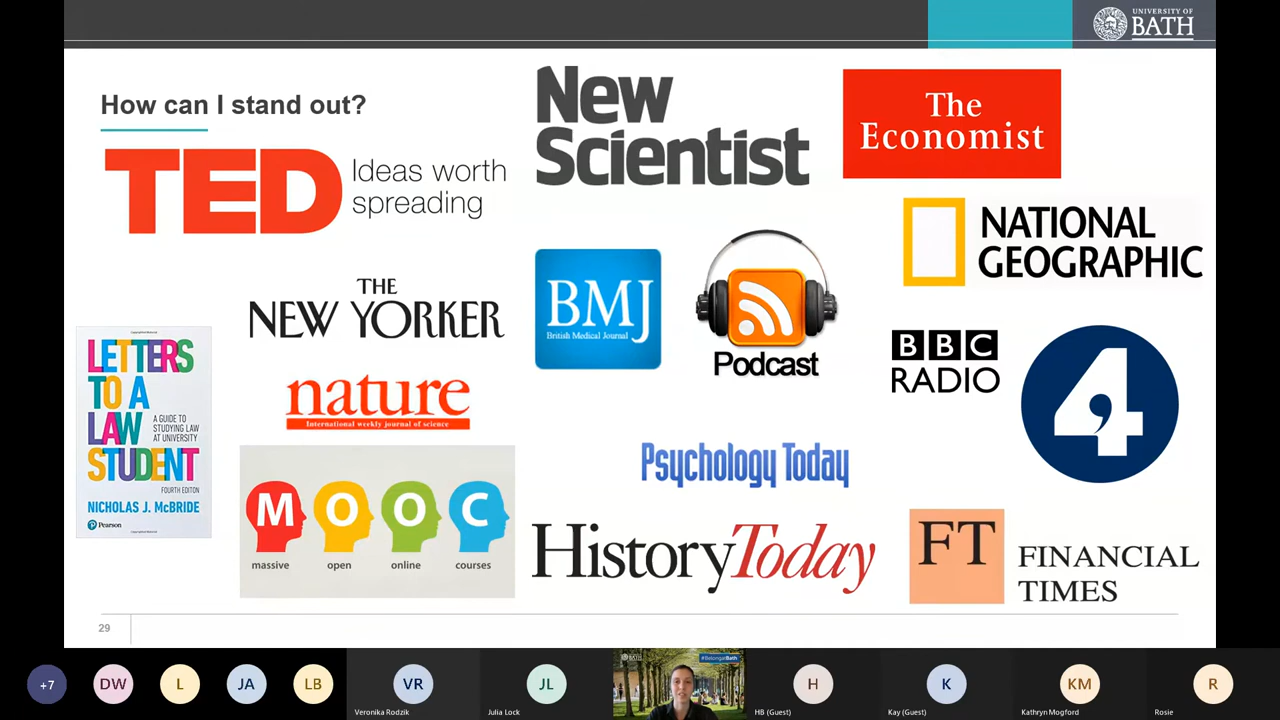 UNIVERSITY OF
BATH
How can I stand out?
TED Ideas worth
spreading
New
Scientist
The
Economist
NATIONAL
GEOGRAPHIC
THE
NEW YORKER
BMJ
British Medical Journal
Podcast
BBC
RADIO
4
LETTERS
TO A
LAW
STUDENT
A GUIDE TO
STUDYING LAW
AT UNIVERSITY
FOURTH EDITON
NICHOLAS J. McBRIDE
Pearson
nature
International weekly journal of science
MOOC
massive open online courses
Psychology Today
HistoryToday
FT
FINANCIAL
TIMES
29
+7
DW
L
JA
LB
VR
Veronika Rodzik
JL
Julia Lock
BATH
#BelongatBath
H
HB (Guest)
K
Kay (Guest)
KM
Kathryn Mogford
R
Rosie